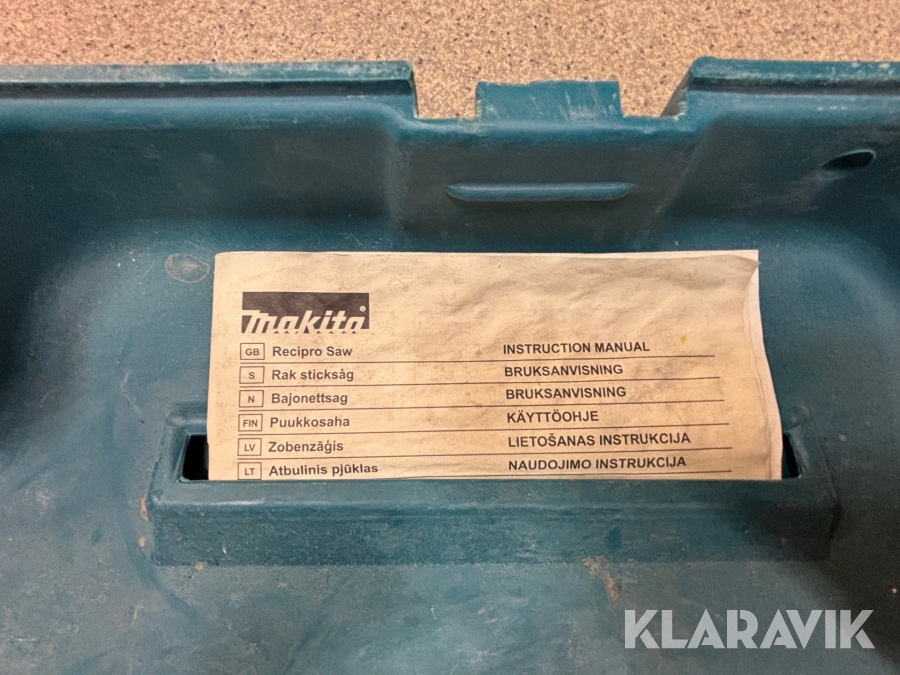 makita®
GB Recipro Saw INSTRUCTION MANUAL
S Rak sticksåg BRUKSANVISNING
N Bajonettsag BRUKSANVISNING
FIN Puukkosaha KÄYTTÖOHJE
LV Zobenzāģis LIETOŠANAS INSTRUKCIJA
LT Atbulinis pjūklas NAUDOJIMO INSTRUKCIJA
KLARAVIK